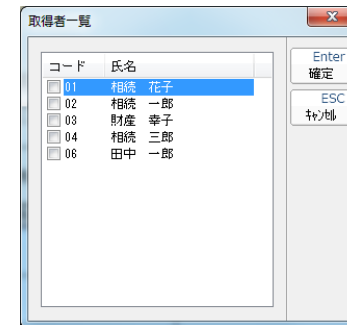 取得者一覧
コード 氏名
01 相続 花子
02 相続 一郎
03 財産 幸子
04 相続 三郎
06 田中 一郎
Enter
確定
ESC
ｷｬﾝｾﾙ